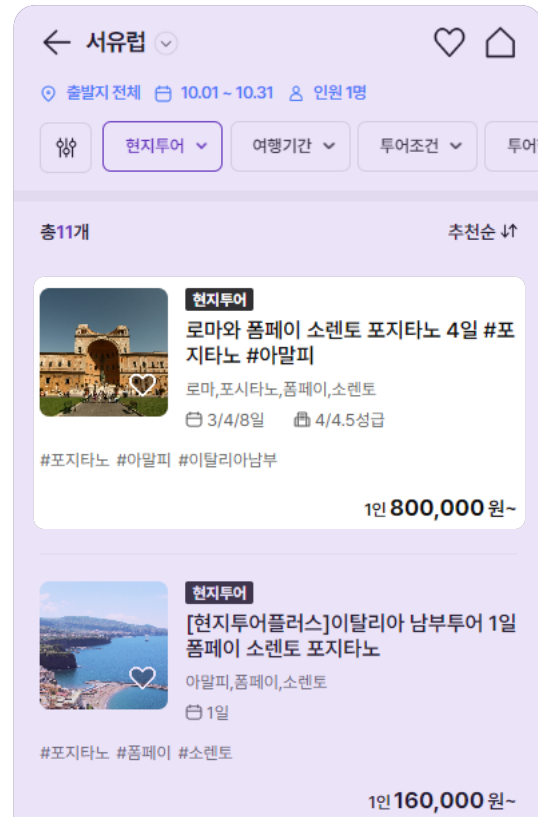 서유럽
출발지 전체 10.01 ~ 10.31 인원 1명
현지투어 여행기간 투어조건 투어
총11개 추천순
현지투어
로마와 폼페이 소렌토 포지타노 4일 #포
지타노 #아말피
로마,포시타노,폼페이,소렌토
3/4/8일 4/4.5성급
#포지타노 #아말피 #이탈리아남부
1인 800,000 원~
현지투어
[현지투어플러스]이탈리아 남부투어 1일
폼페이 소렌토 포지타노
아말피,폼페이,소렌토
1일
#포지타노 #폼페이 #소렌토
1인 160,000 원~